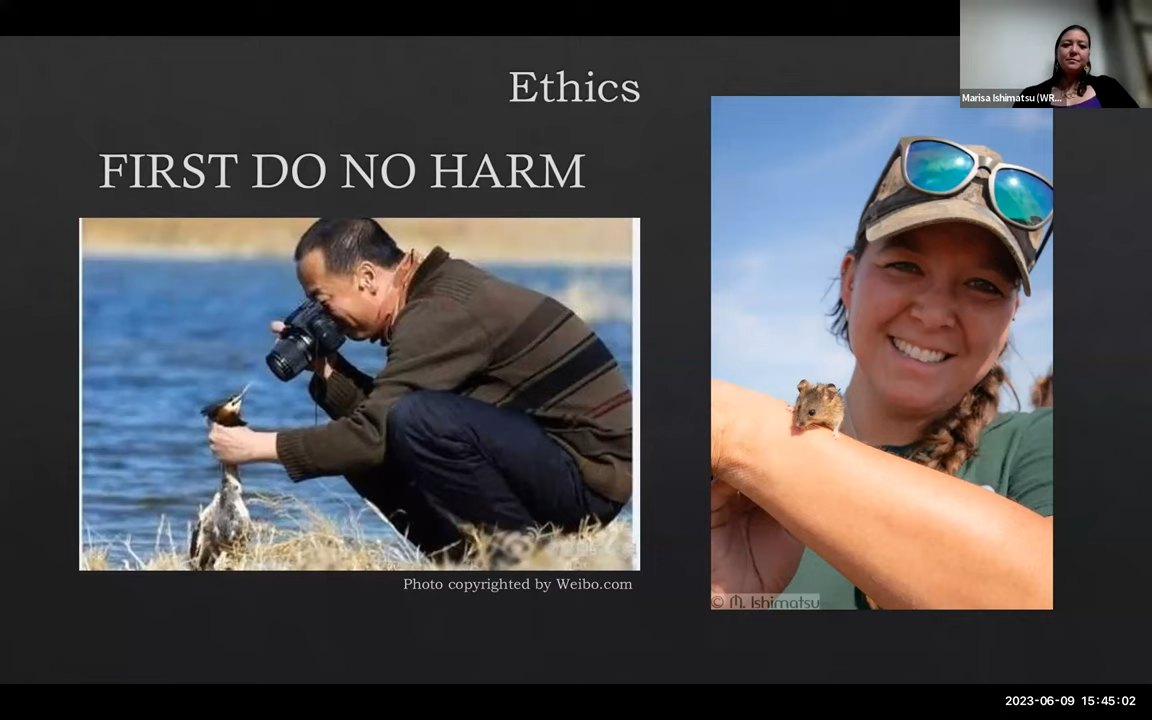 Ethics
Marisa Ishimatsu (WR...
FIRST DO NO HARM
Photo copyrighted by Weibo.com
© M. Ishimatsu
2023-06-09 15:45:02